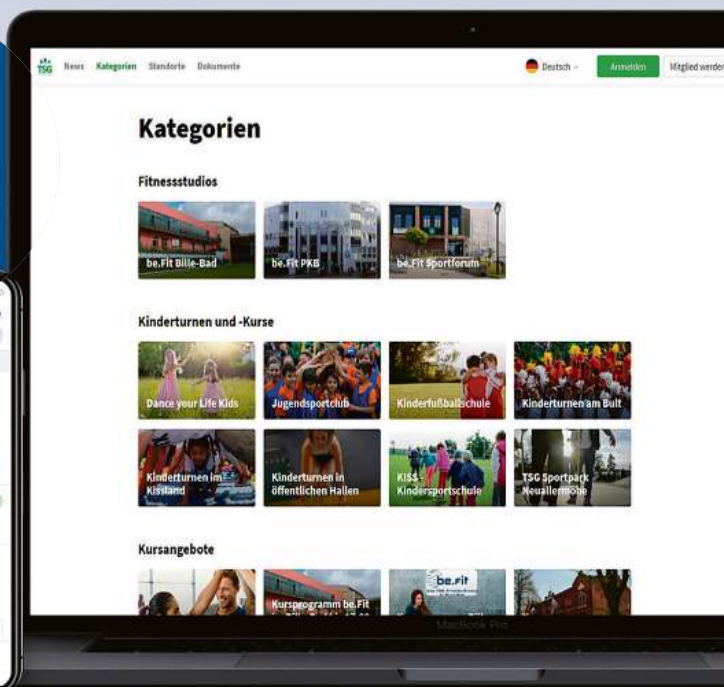 TSG
News Kategorien Standorte Dokumente Deutsch Anmelden Mitglied werden
Kategorien
Fitnessstudios
be.Fit Bille-Bad
be.Fit PKB
be.Fit Sportforum
Kinderturnen und -Kurse
Dance your Life Kids
Jugendsportclub
Kinderfußballschule
Kinderturnen am Bult
Kinderturnen im
Kissland
Kinderturnen in
öffentlichen Hallen
KISS -
Kindersportschule
TSG Sportpark
Neuallermöhe
Kursangebote
be.Fit
Kursprogramm be.Fit
MacBook Pro